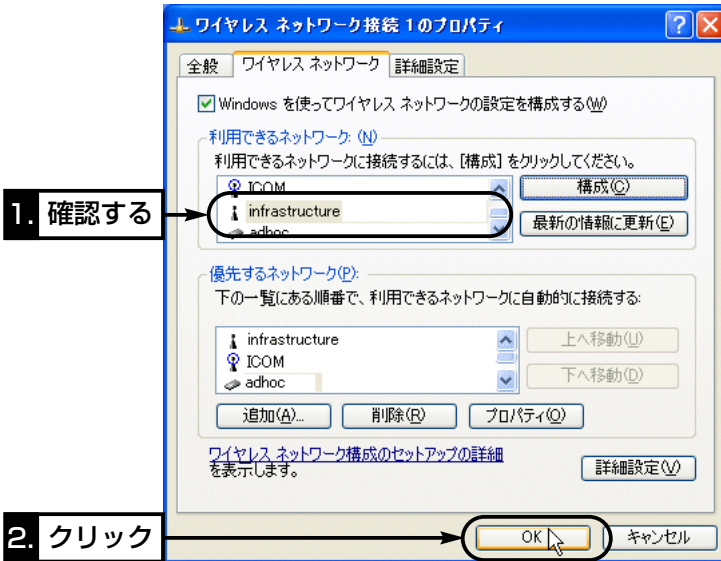 ワイヤレス ネットワーク接続 1のプロパティ
全般 ワイヤレス ネットワーク 詳細設定
Windows を使ってワイヤレス ネットワークの設定を構成する(W)
利用できるネットワーク: (N)
利用できるネットワークに接続するには、[構成] をクリックしてください。
ICOM
infrastructure
adhoc
構成(C)
最新の情報に更新(E)
1. 確認する
優先するネットワーク(P):
下の一覧にある順番で、利用できるネットワークに自動的に接続する:
infrastructure
ICOM
adhoc
上へ移動(U)
下へ移動(D)
追加(A)... 削除(R) プロパティ(O)
ワイヤレス ネットワーク構成のセットアップの詳細
を表示します。
詳細設定(V)
2. クリック
OK キャンセル